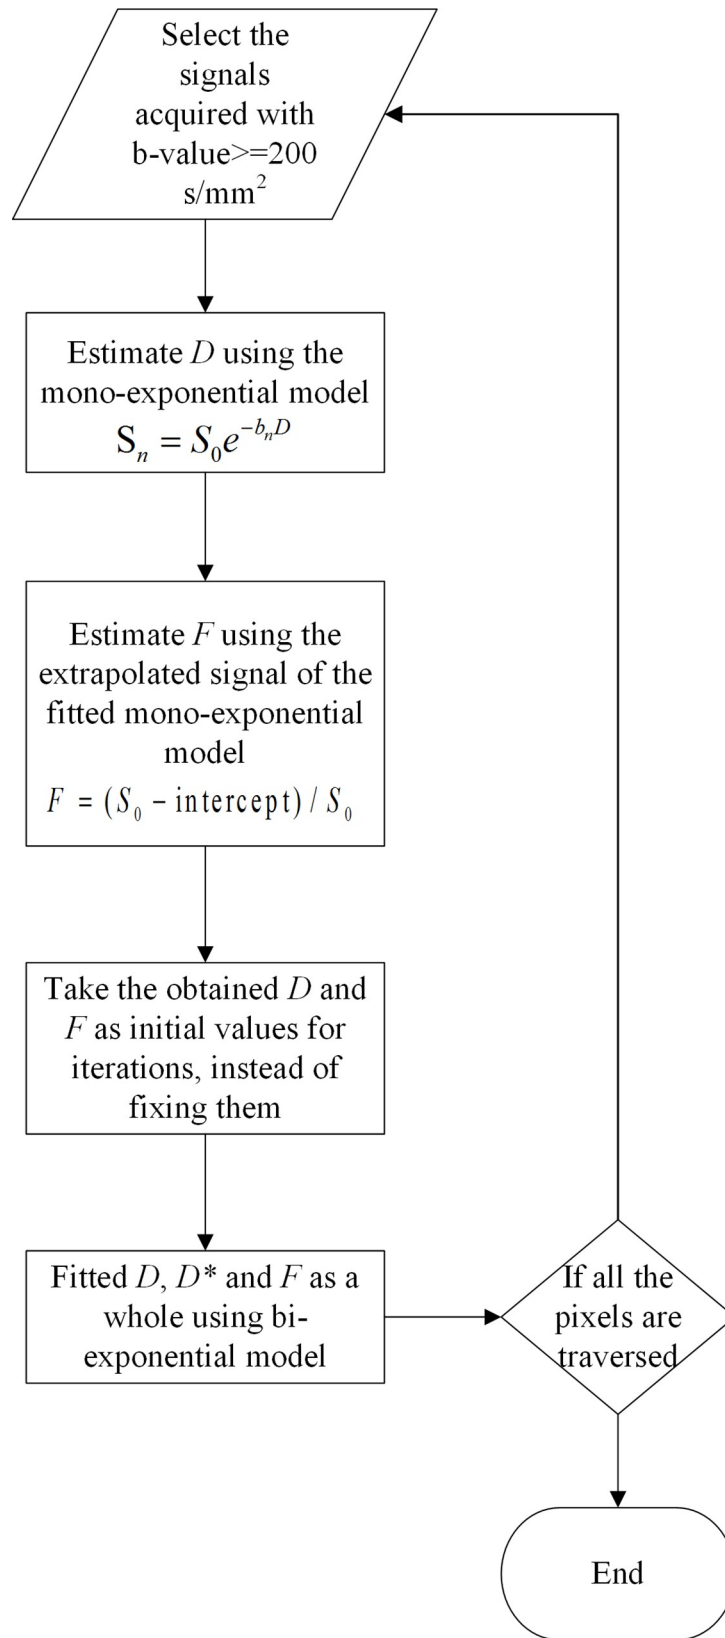 Select the
signals
acquired with
b-value>=200
s/mm²
Estimate D using the
mono-exponential model
Sₙ = S₀e^{-bₙD}
Estimate F using the
extrapolated signal of the
fitted mono-exponential
model
F = (S₀ − intercept) / S₀
Take the obtained D and
F as initial values for
iterations, instead of
fixing them
Fitted D, D* and F as a
whole using bi-
exponential model
If all the
pixels are
traversed
End